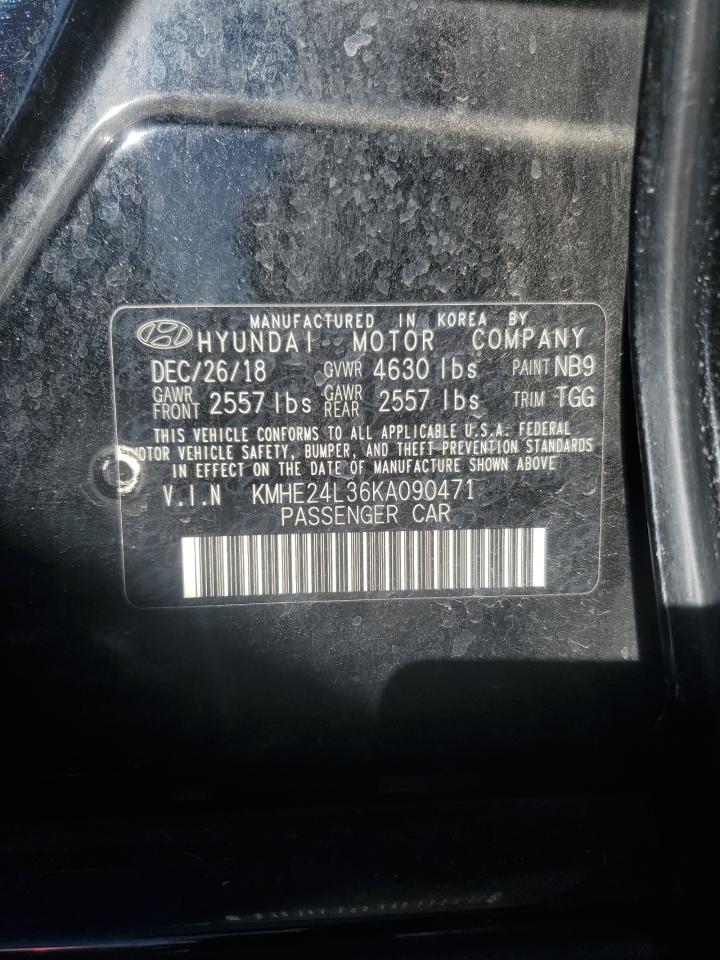 MANUFACTURED IN KOREA BY
HYUNDAI MOTOR COMPANY
DEC/26/18 GVWR 4630 lbs PAINT NB9
GAWR FRONT 2557 lbs GAWR REAR 2557 lbs TRIM TGG
THIS VEHICLE CONFORMS TO ALL APPLICABLE U.S.A. FEDERAL
MOTOR VEHICLE SAFETY, BUMPER, AND THEFT PREVENTION STANDARDS
IN EFFECT ON THE DATE OF MANUFACTURE SHOWN ABOVE
V.I.N KMHE24L36KA090471
PASSENGER CAR